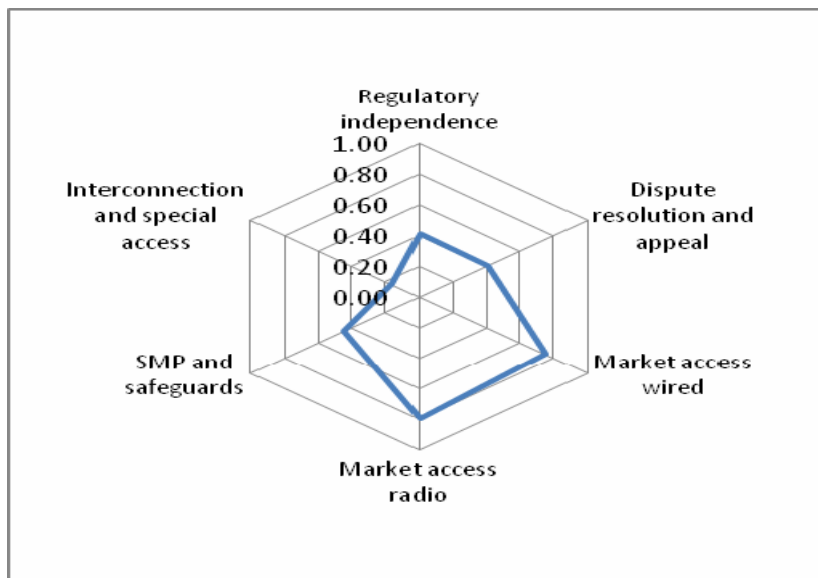 Regulatory
independence
1.00
0.80
0.60
0.40
0.20
0.00
Dispute
resolution and
appeal
Market access
wired
Market access
radio
SMP and
safeguards
Interconnection
and special
access